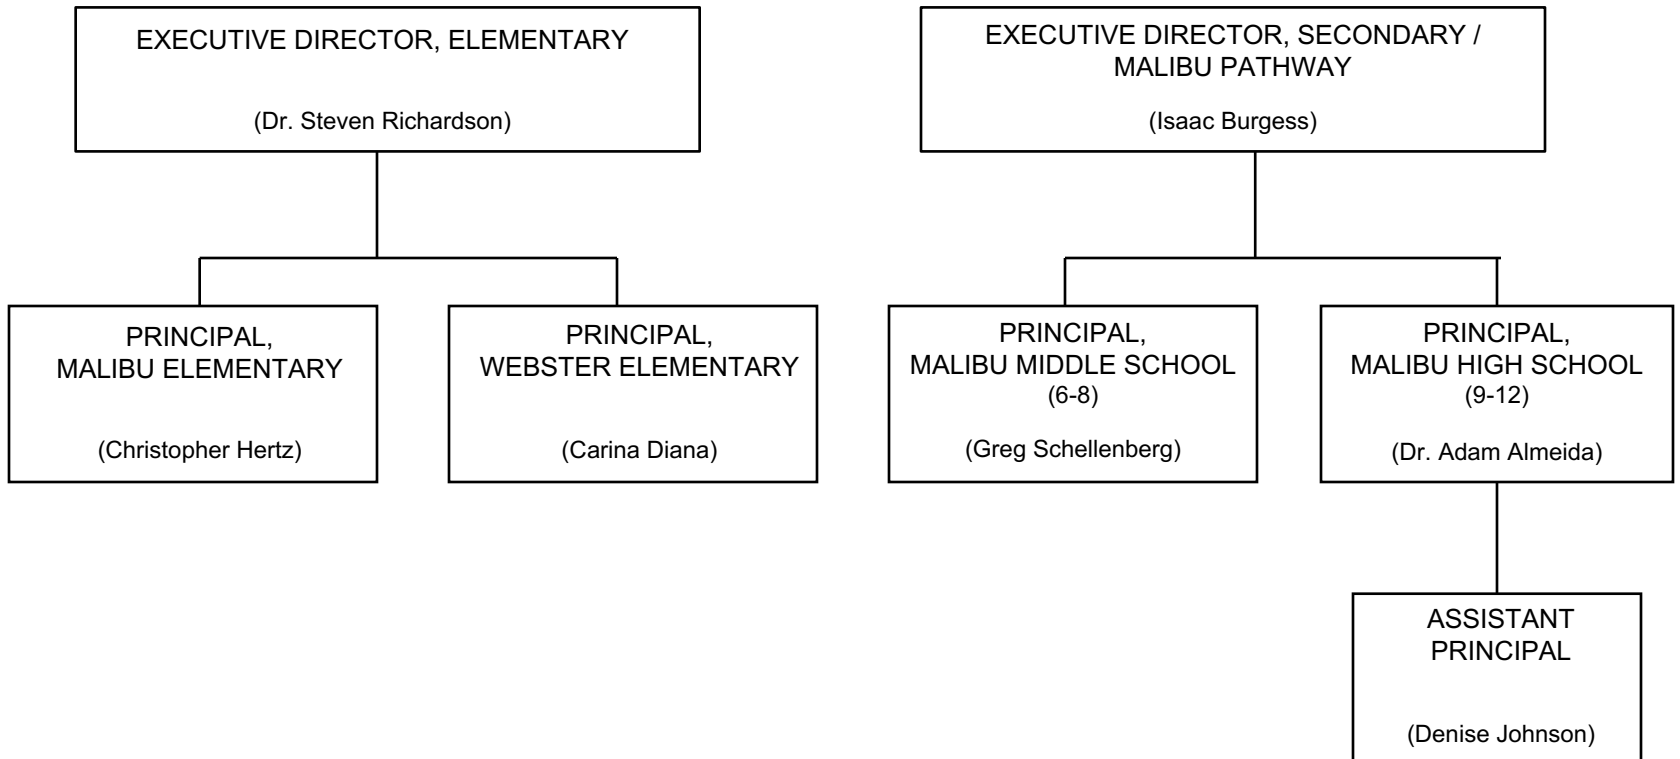 EXECUTIVE DIRECTOR, ELEMENTARY
(Dr. Steven Richardson)
EXECUTIVE DIRECTOR, SECONDARY /
MALIBU PATHWAY
(Isaac Burgess)
PRINCIPAL,
MALIBU ELEMENTARY
(Christopher Hertz)
PRINCIPAL,
WEBSTER ELEMENTARY
(Carina Diana)
PRINCIPAL,
MALIBU MIDDLE SCHOOL
(6-8)
(Greg Schellenberg)
PRINCIPAL,
MALIBU HIGH SCHOOL
(9-12)
(Dr. Adam Almeida)
ASSISTANT
PRINCIPAL
(Denise Johnson)